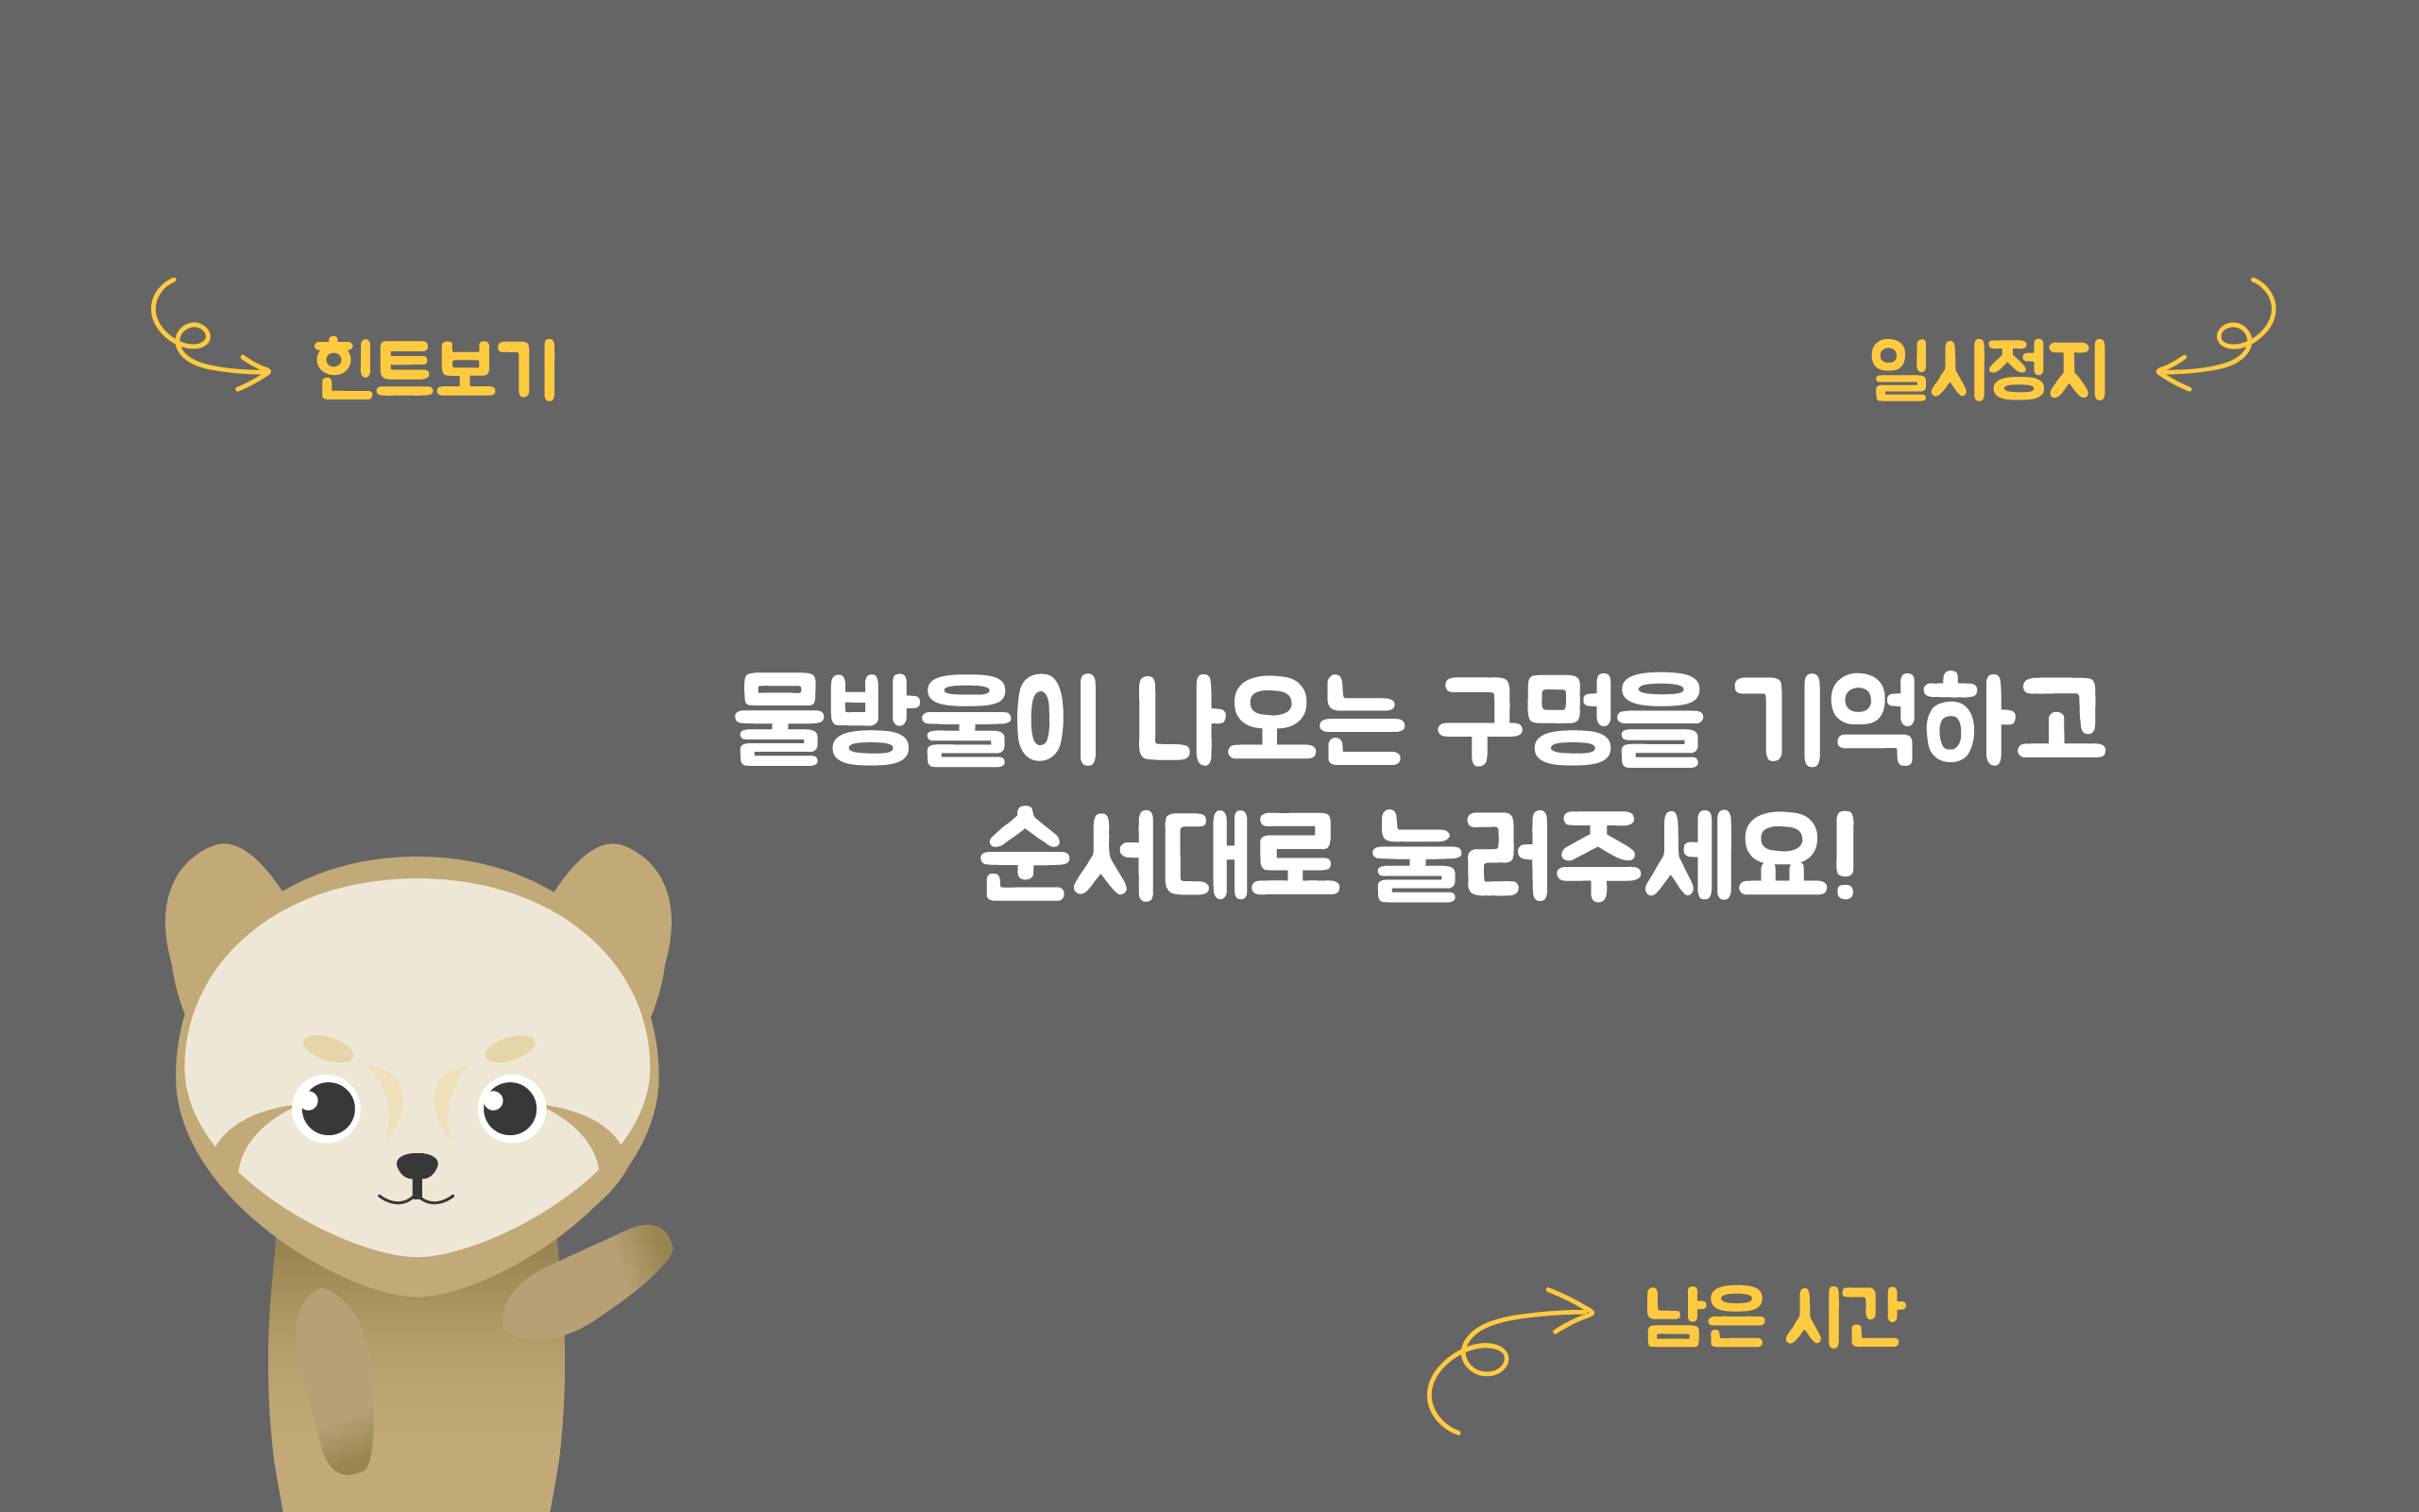 힌트보기
일시정지
물방울이 나오는 구멍을 기억하고
순서대로 눌러주세요!
남은 시간